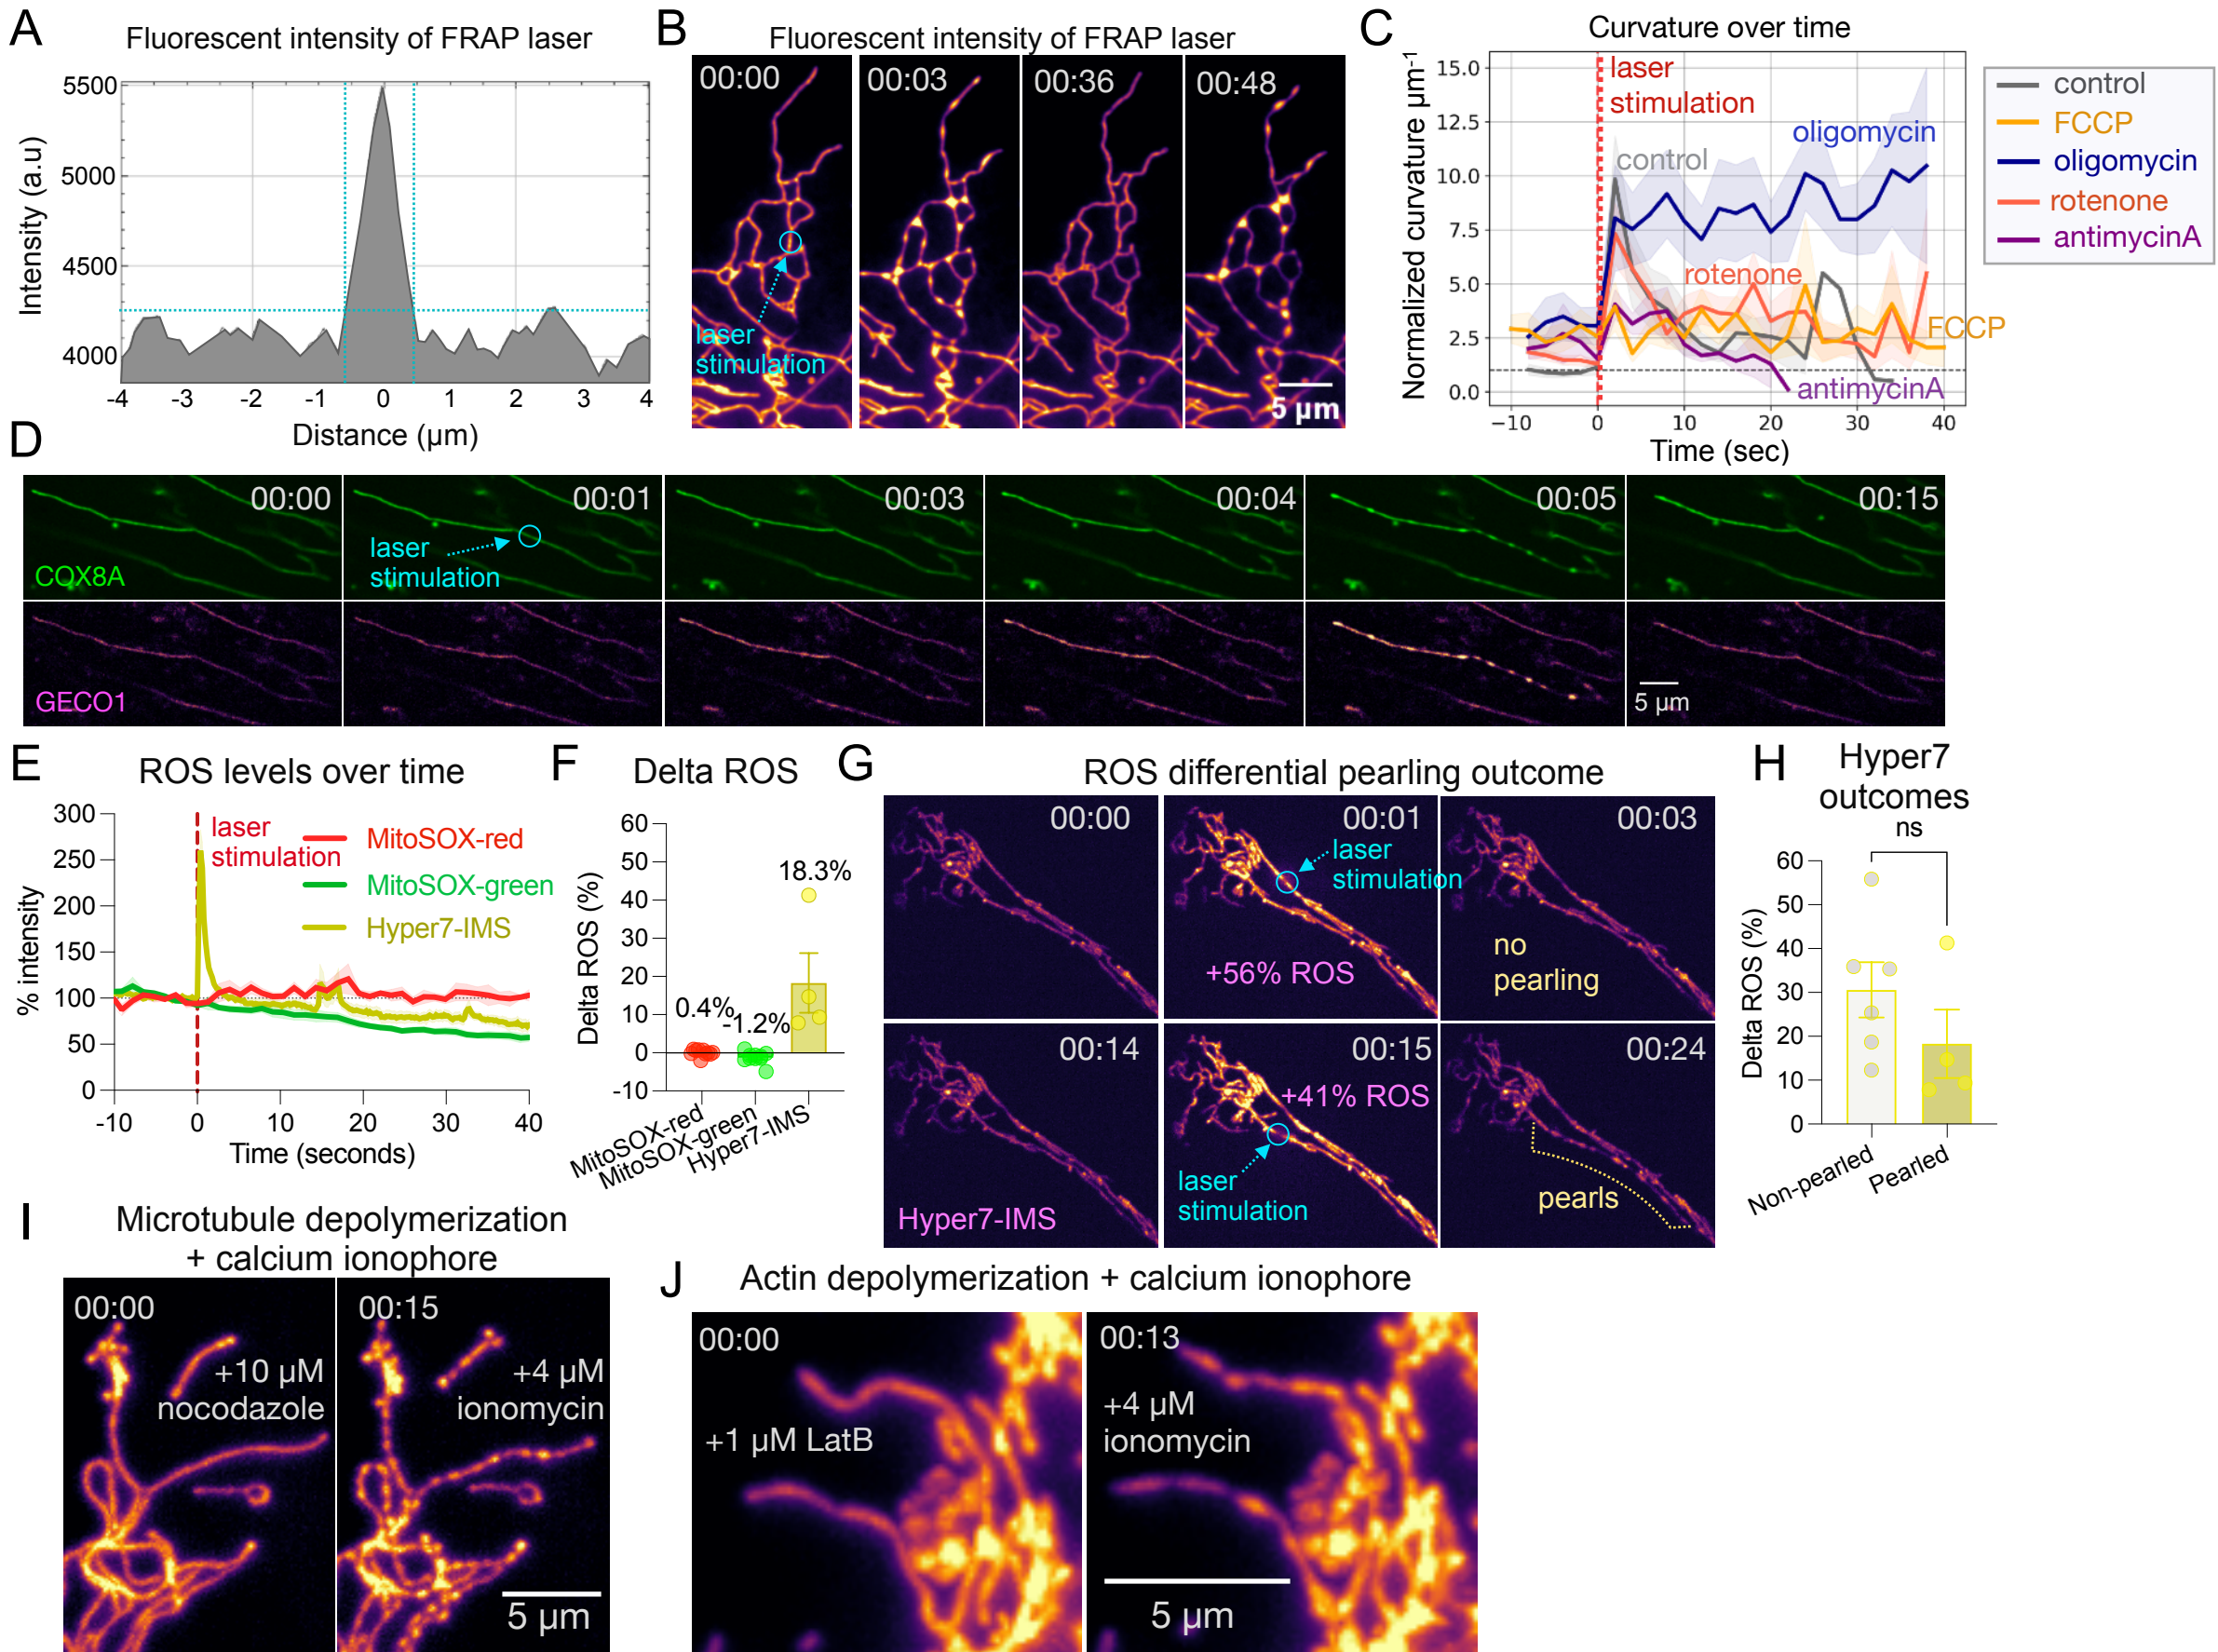 A
Fluorescent intensity of FRAP laser
5500
5000
4500
4000
Intensity (a.u)
-4 -3 -2 -1 0 1 2 3 4
Distance (µm)
B
Fluorescent intensity of FRAP laser
00:00 00:03 00:36 00:48
laser
stimulation
5 µm
C
Curvature over time
Normalized curvature µm-1
15.0
12.5
10.0
7.5
5.0
2.5
0.0
laser
stimulation
oligomycin
control
rotenone
FCCP
antimycinA
−10 0 10 20 30 40
Time (sec)
control
FCCP
oligomycin
rotenone
antimycinA
D
00:00 00:01 00:03 00:04 00:05 00:15
laser
stimulation
COX8A
GECO1
5 µm
E
ROS levels over time
% intensity
300
250
200
150
100
50
0
laser
stimulation
MitoSOX-red
MitoSOX-green
Hyper7-IMS
-10 0 10 20 30 40
Time (seconds)
F
Delta ROS
Delta ROS (%)
60
50
40
30
20
10
0
-10
0.4%
-1.2%
18.3%
MitoSOX-red
MitoSOX-green
Hyper7-IMS
G
ROS differential pearling outcome
00:00 00:01 00:03
laser
stimulation
+56% ROS
no
pearling
00:14 00:15 00:24
+41% ROS
laser
stimulation
Hyper7-IMS
pearls
H
Hyper7
outcomes
ns
Delta ROS (%)
60
50
40
30
20
10
0
Non-pearled
Pearled
I
Microtubule depolymerization
+ calcium ionophore
00:00 00:15
+10 µM
nocodazole
+4 µM
ionomycin
5 µm
J
Actin depolymerization + calcium ionophore
00:00 00:13
+1 µM LatB
+4 µM
ionomycin
5 µm